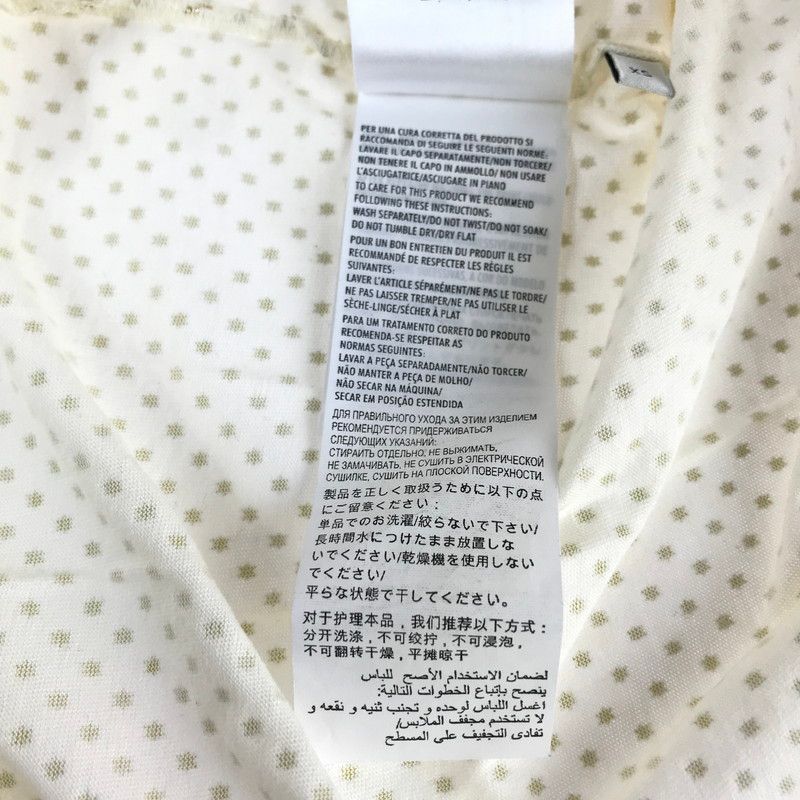 XS
PER UNA CURA CORRETTA DEL PRODOTTO SI
RACCOMANDA DI SEGUIRE LE SEGUENTI NORME:
LAVARE IL CAPO SEPARATAMENTE/NON TORCERE/
NON TENERE IL CAPO IN AMMOLLO/ NON USARE
L'ASCIUGATRICE/ASCIUGARE IN PIANO
TO CARE FOR THIS PRODUCT WE RECOMMEND
FOLLOWING THESE INSTRUCTIONS:
WASH SEPARATELY/DO NOT TWIST/DO NOT SOAK/
DO NOT TUMBLE DRY/DRY FLAT
POUR UN BON ENTRETIEN DU PRODUIT IL EST
RECOMMANDÉ DE RESPECTER LES RÈGLES
SUIVANTES:
LAVER L'ARTICLE SÉPARÉMENT/NE PAS LE TORDRE/
NE PAS LAISSER TREMPER/NE PAS UTILISER LE
SÈCHE-LINGE/SÉCHER À PLAT
PARA UM TRATAMENTO CORRETO DO PRODUTO
RECOMENDA-SE RESPEITAR AS
NORMAS SEGUINTES:
LAVAR A PEÇA SEPARADAMENTE/NÃO TORCER/
NÃO MANTER A PEÇA DE MOLHO/
NÃO SECAR NA MÁQUINA/
SECAR EM POSIÇÃO ESTENDIDA
ДЛЯ ПРАВИЛЬНОГО УХОДА ЗА ЭТИМ ИЗДЕЛИЕМ
РЕКОМЕНДУЕТСЯ ПРИДЕРЖИВАТЬСЯ
СЛЕДУЮЩИХ УКАЗАНИЙ:
СТИРАИТЬ ОТДЕЛЬНО, НЕ ВЫЖИМАТЬ,
НЕ ЗАМАЧИВАТЬ, НЕ СУШИТЬ В ЭЛЕКТРИЧЕСКОЙ
СУШИЛКЕ, СУШИТЬ НА ПЛОСКОЙ ПОВЕРХНОСТИ.
製品を正しく取扱うために以下の点
にご留意ください：
単品でのお洗濯/絞らないで下さい/
長時間水につけたまま放置しな
いでください/乾燥機を使用しない
でください/
平らな状態で干してください。
对于护理本品，我们推荐以下方式：
分开洗涤，不可绞拧，不可浸泡，
不可翻转干燥，平摊晾干
لضمان الاستخدام الأصح للباس
ينصح بإتباع الخطوات التالية:
اغسل اللباس لوحده و تجنب ثنيه و نقعه و
لا تستخدم مجفف الملابس/
تفادى التجفيف على المسطح